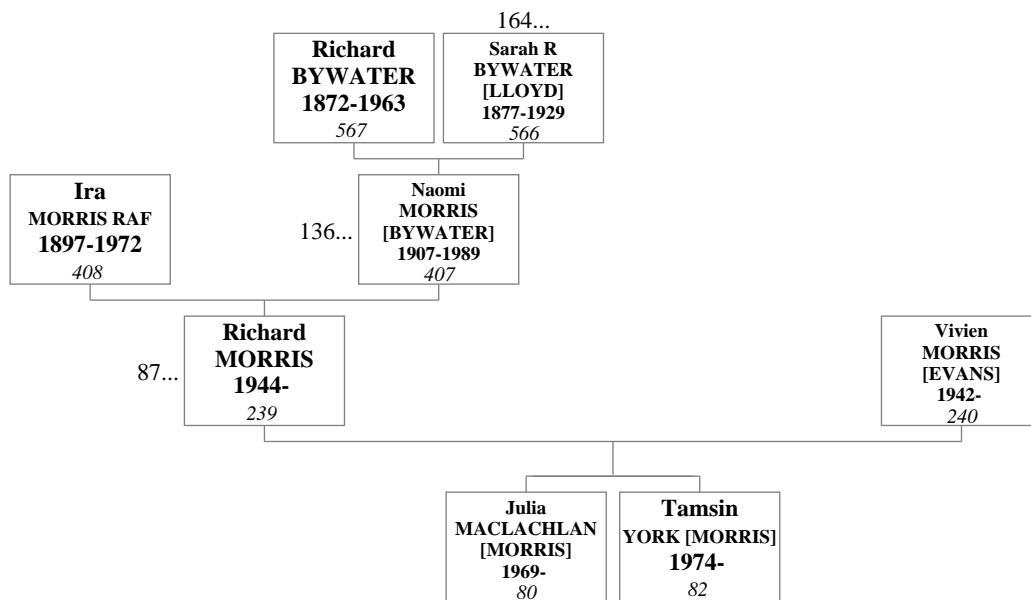 164...
Richard
BYWATER
1872-1963
567
Sarah R
BYWATER
[LLOYD]
1877-1929
566
Ira
MORRIS RAF
1897-1972
408
136...
Naomi
MORRIS
[BYWATER]
1907-1989
407
87...
Richard
MORRIS
1944-
239
Vivien
MORRIS
[EVANS]
1942-
240
Julia
MACLACHLAN
[MORRIS]
1969-
80
Tamsin
YORK [MORRIS]
1974-
82